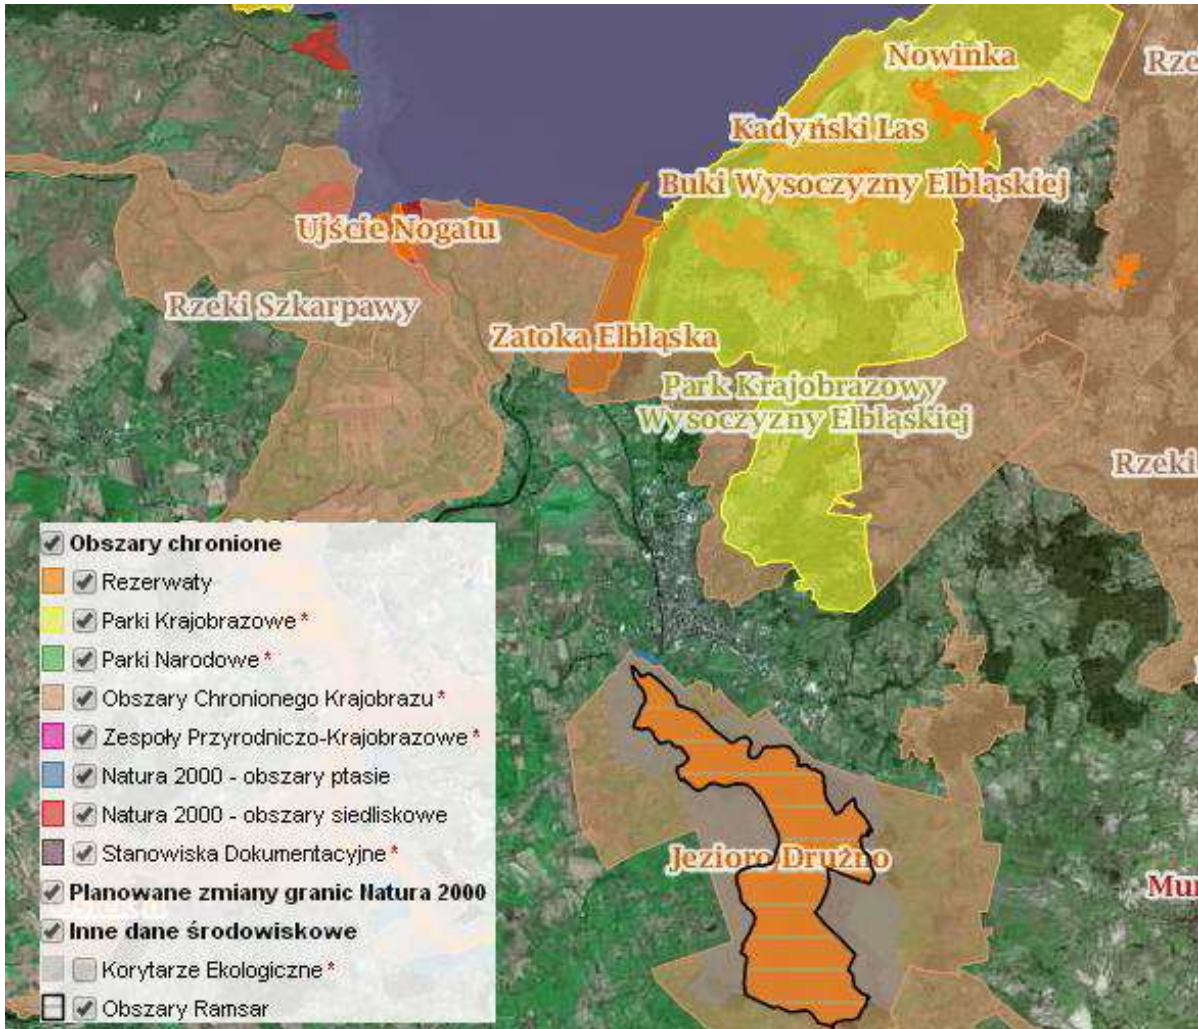 Nowinka
Rze
Kadyński Las
Buki Wysoczyzny Elbląskiej
Ujście Nogatu
Rzeki Szkarpawy
Zatoka Elbląska
Park Krajobrazowy
Wysoczyzny Elbląskiej
Rzeki
Obszary chronione
Rezerwaty
Parki Krajobrazowe *
Parki Narodowe *
Obszary Chronionego Krajobrazu *
Zespoły Przyrodniczo-Krajobrazowe *
Natura 2000 - obszary ptasie
Natura 2000 - obszary siedliskowe
Stanowiska Dokumentacyjne *
Jezioro Drużno
Planowane zmiany granic Natura 2000
Mur
Inne dane środowiskowe
Korytarze Ekologiczne *
Obszary Ramsar